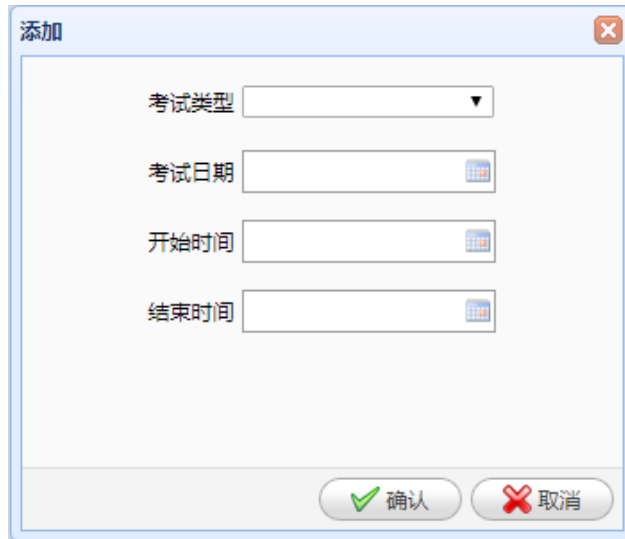 添加
考试类型
考试日期
开始时间
结束时间
确认 取消